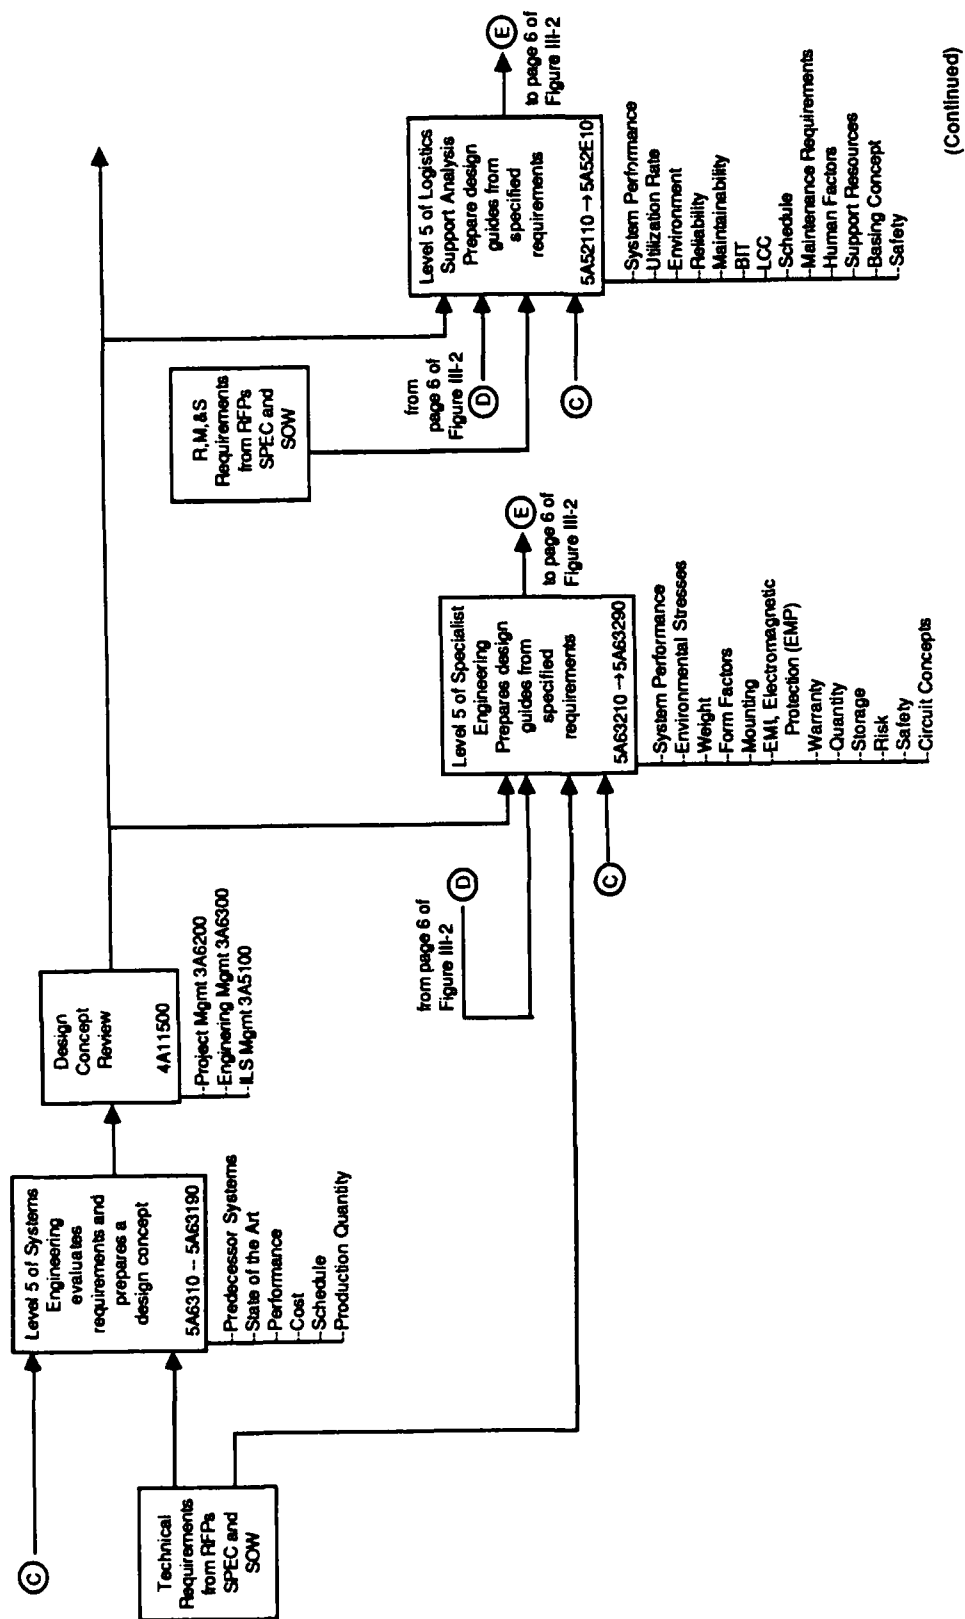 C
Technical
Requirements
from RFPs
SPEC and
SOW
Level 5 of Systems
Engineering
evaluates
requirements and
prepares a
design concept
5A6310 -- 5A63190
--Predecessor Systems
--State of the Art
--Performance
--Cost
--Schedule
--Production Quantity
Design
Concept
Review
4A11500
--Project Mgmt 3A6200
--Enginering Mgmt 3A6300
--ILS Mgmt 3A5100
from page 6 of
Figure III-2
D
C
Level 5 of Specialist
Engineering
Prepares design
guides from
specified
requirements
5A63210 → 5A63290
E
to page 6 of
Figure III-2
--System Performance
--Environmental Stresses
--Weight
--Form Factors
--Mounting
--EMI, Electromagnetic
Protection (EMP)
--Warranty
--Quantity
--Storage
--Risk
--Safety
--Circuit Concepts
R,M,&S
Requirements
from RFPs
SPEC and
SOW
from
page 6 of
Figure III-2
D
C
Level 5 of Logistics
Support Analysis
Prepare design
guides from
specified
requirements
5A52110 → 5A52E10
E
to page 6 of
Figure III-2
--System Performance
--Utilization Rate
--Environment
--Reliability
--Maintainability
--BIT
--LCC
--Schedule
--Maintenance Requirements
--Human Factors
--Support Resources
--Basing Concept
--Safety
(Continued)